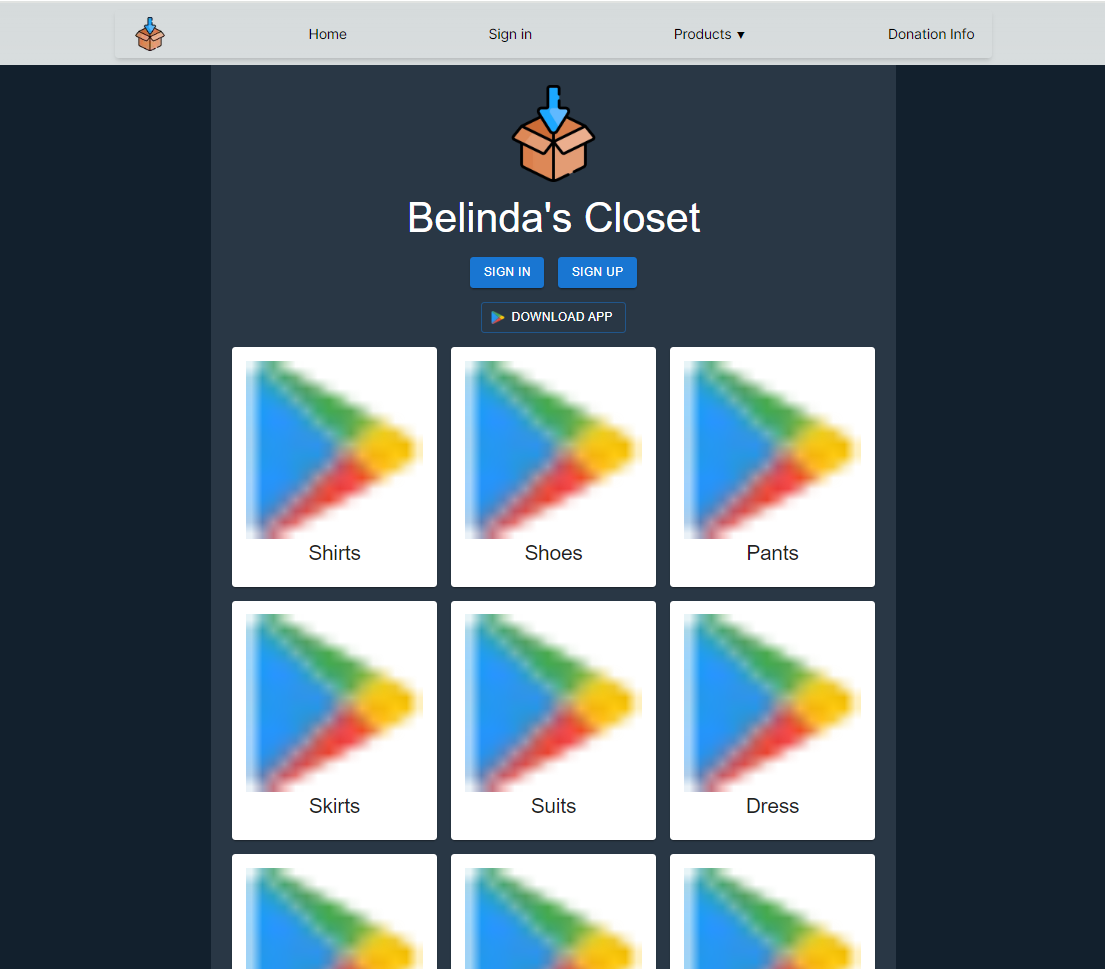 Home Sign in Products ▼ Donation Info
Belinda's Closet
SIGN IN SIGN UP
DOWNLOAD APP
Shirts Shoes Pants
Skirts Suits Dress